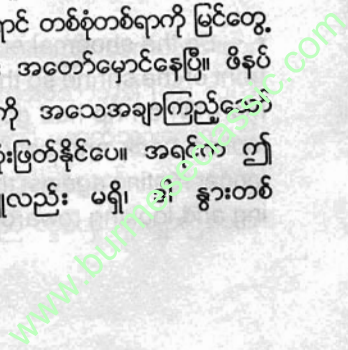 ရောင် တစ်စုံတစ်ရာကို မြင်တွေ့
အတော်မှောင်နေပြီ။ ဖိနပ်
ကို အသေအချာကြည့်သော်
ဖြတ်နိုင်ပေ။ အရင်က ဤ
လည်း မရှိ၊ ၏ နွားတစ်
www.burmeseclassic.com